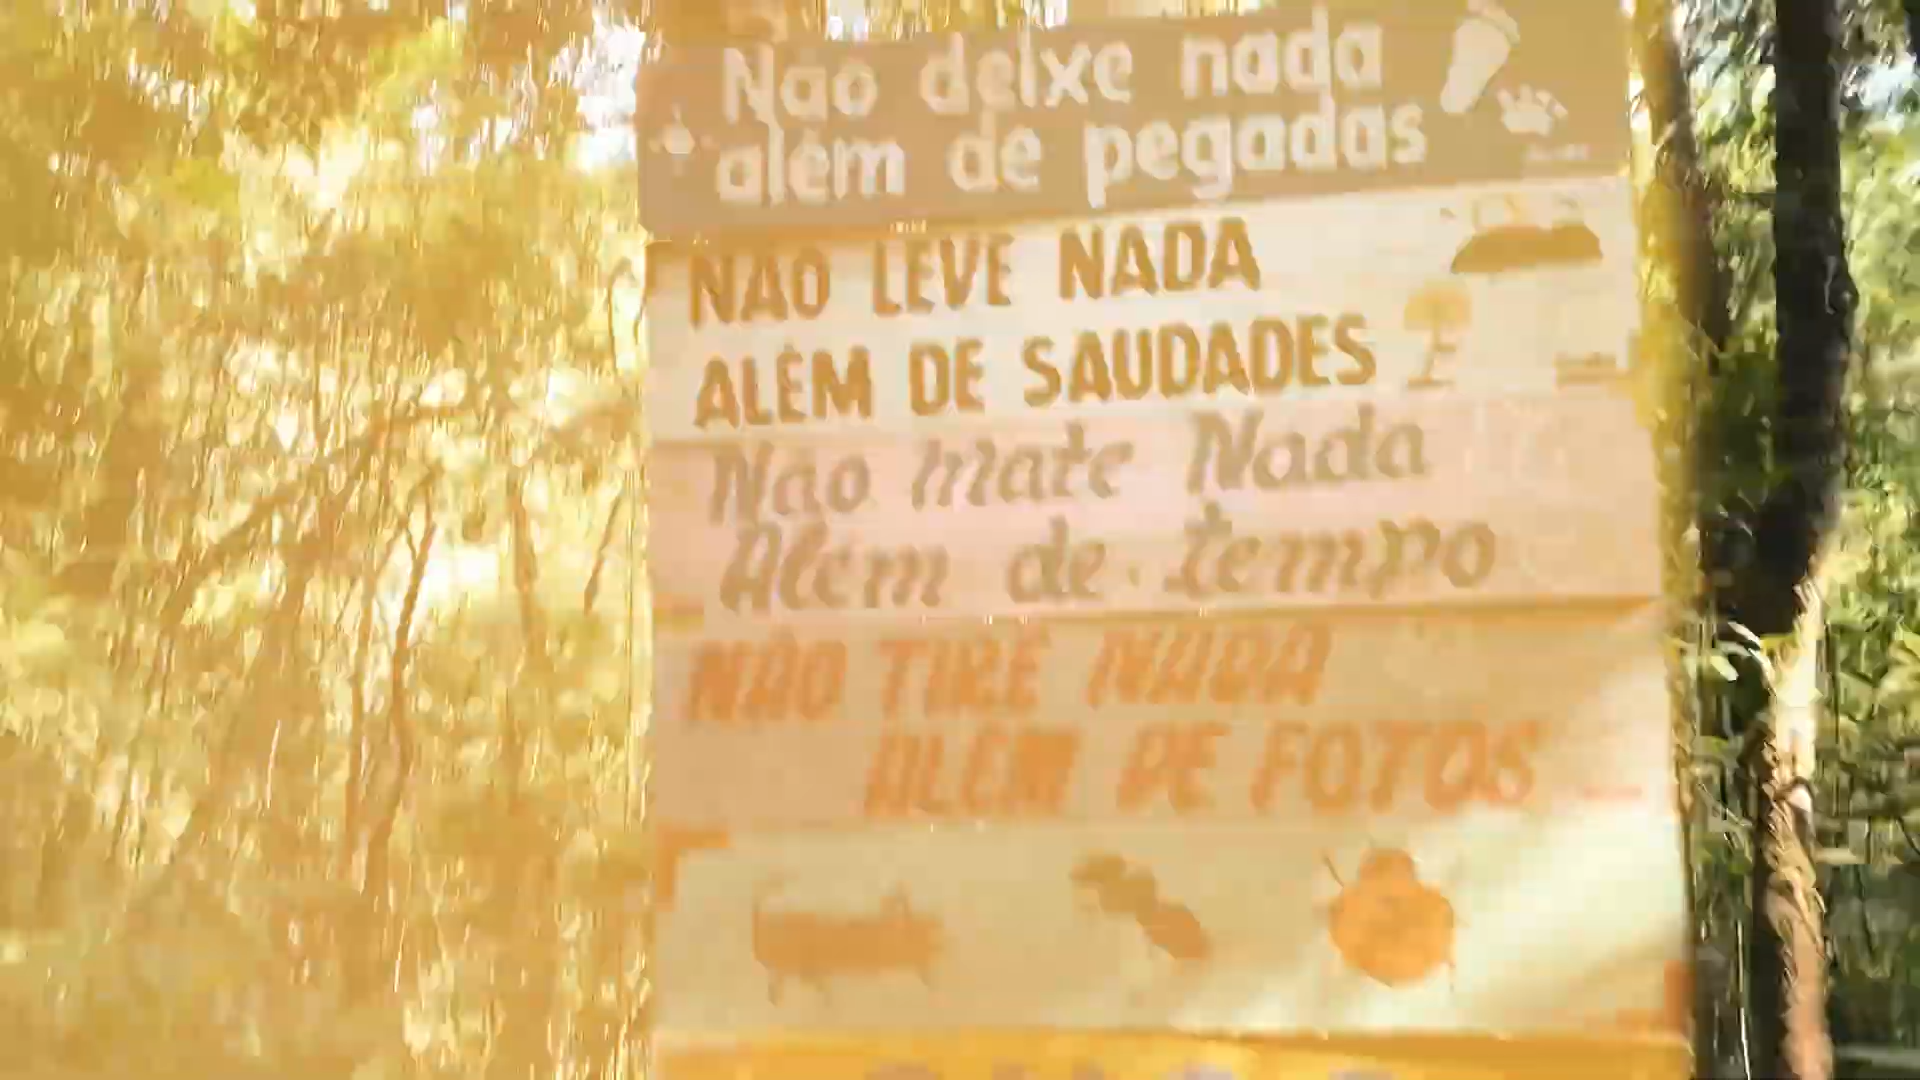 Não deixe nada
além de pegadas
NÃO LEVE NADA
ALÉM DE SAUDADES
Não Mate Nada
Além de tempo
NÃO TIRE NADA
ALÉM DE FOTOS